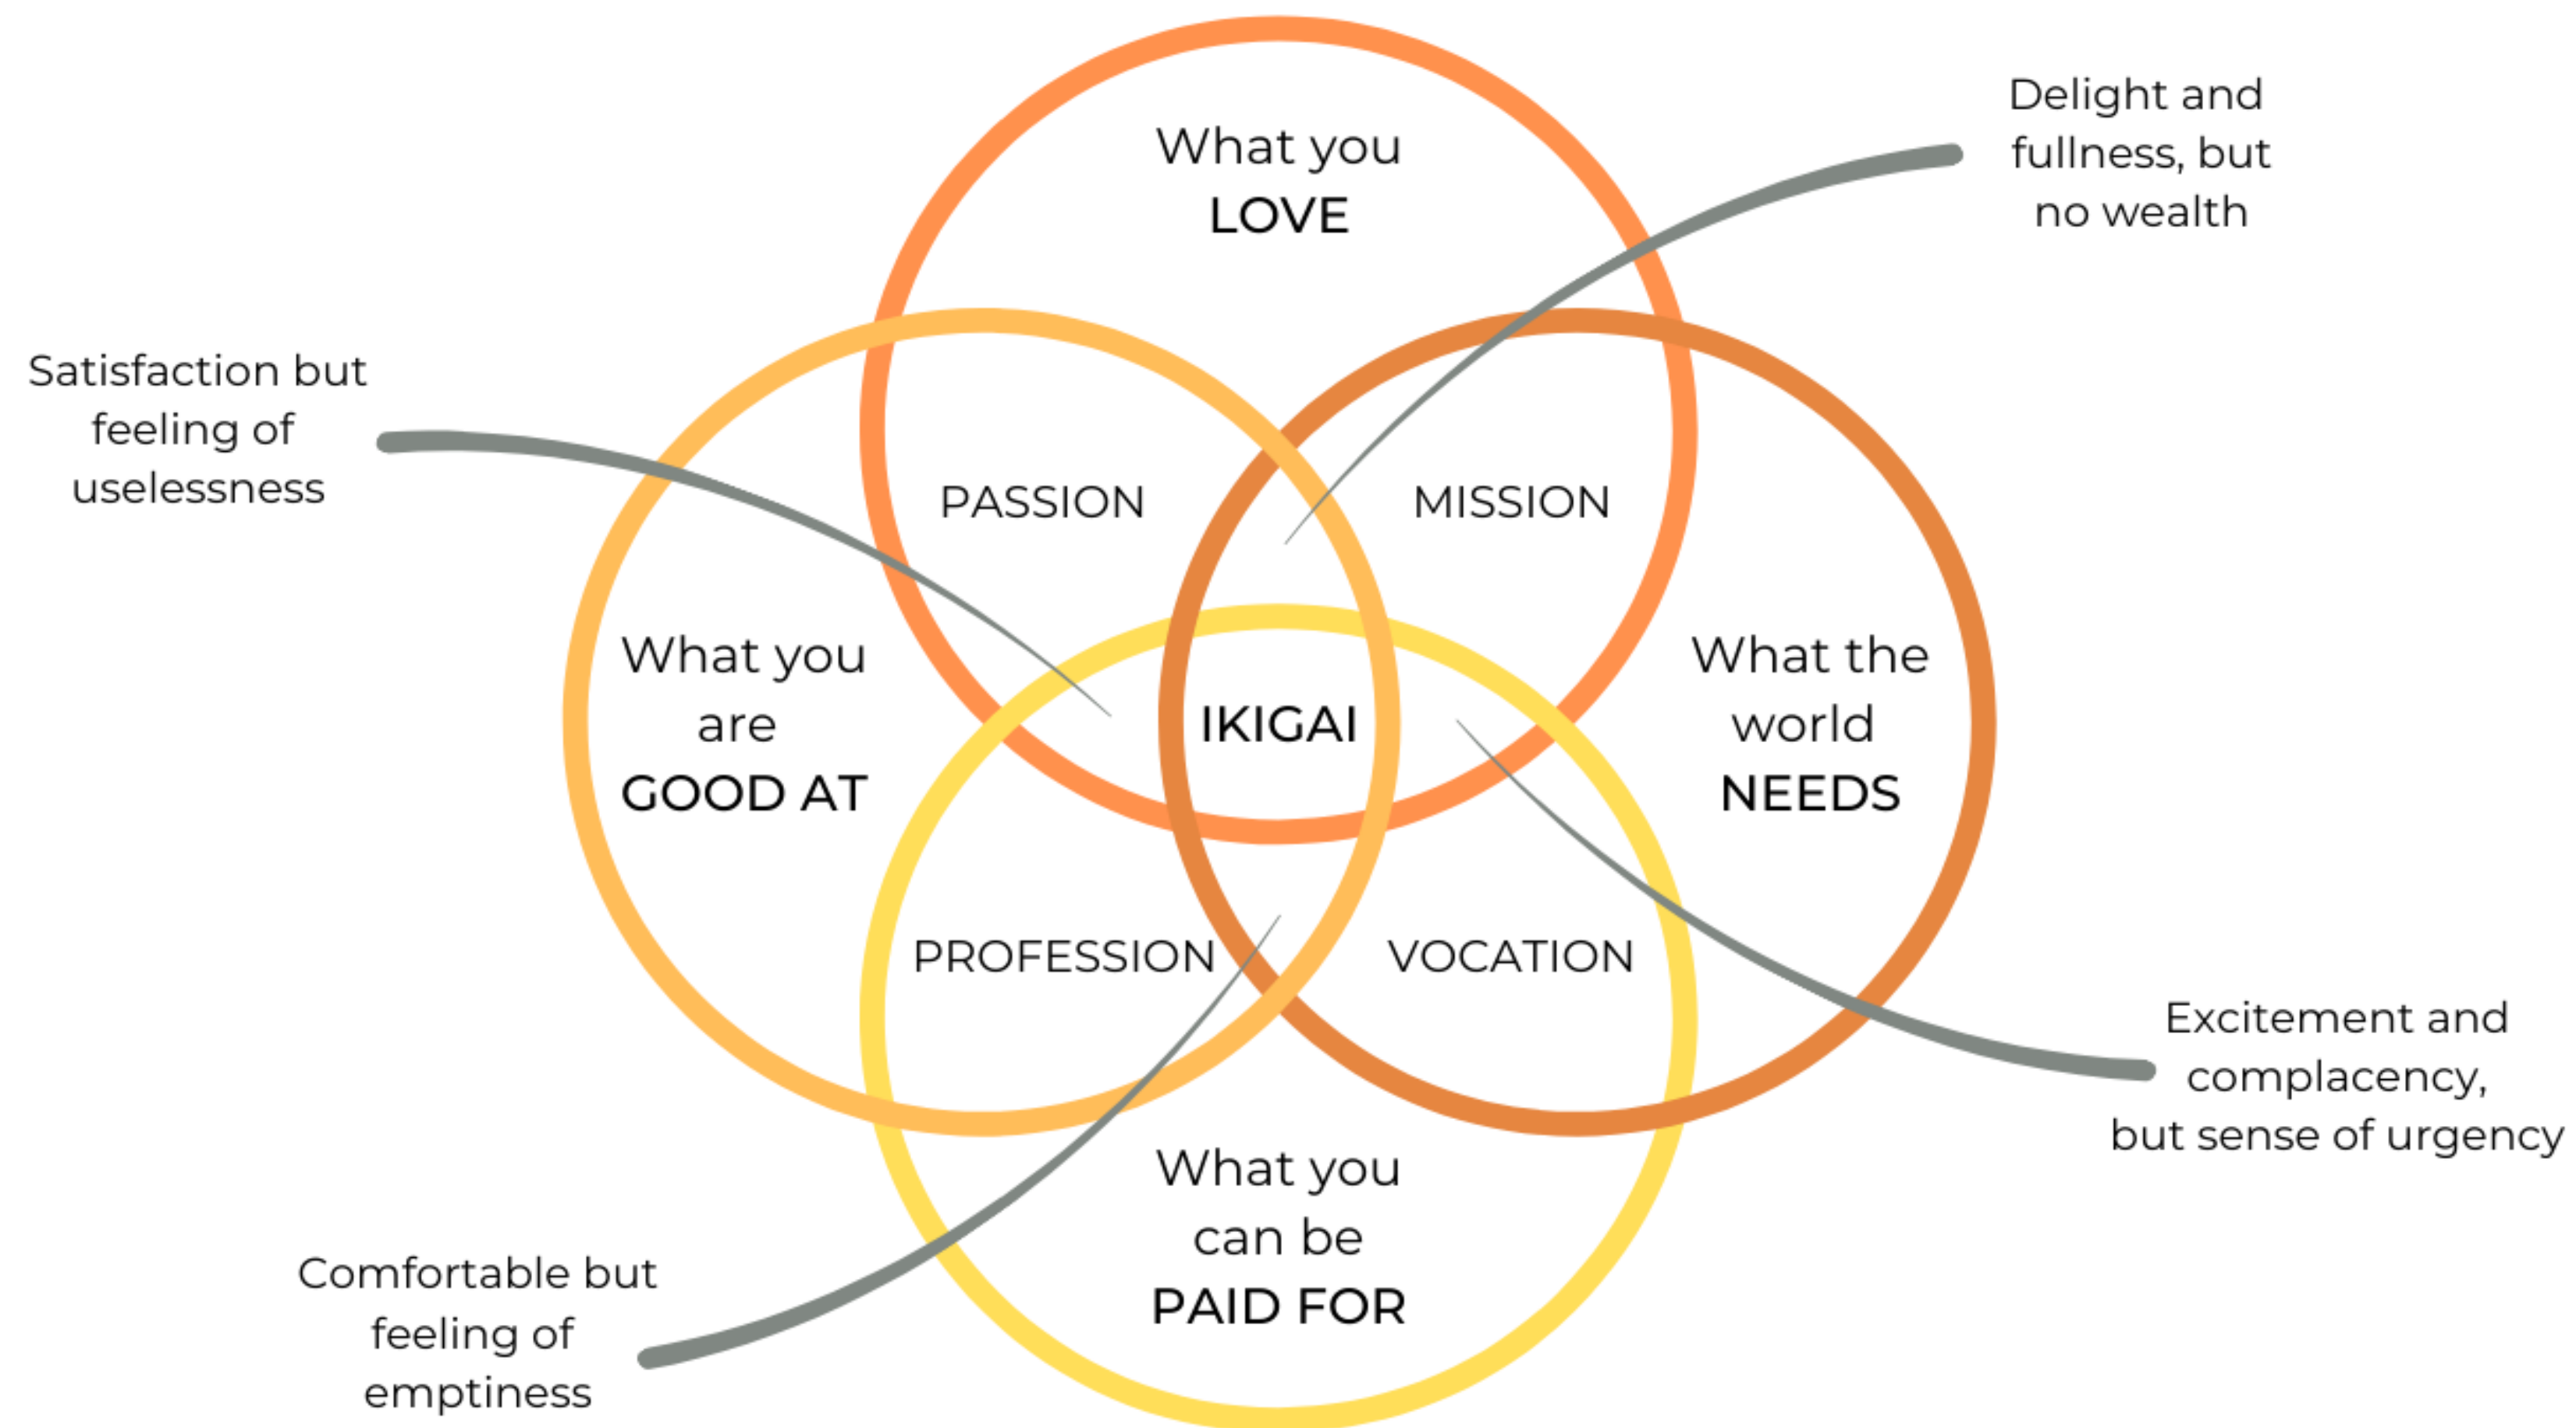 What you
LOVE
Delight and
fullness, but
no wealth
Satisfaction but
feeling of
uselessness
PASSION
MISSION
What you
are
GOOD AT
IKIGAI
What the
world
NEEDS
PROFESSION
VOCATION
Excitement and
complacency,
but sense of urgency
What you
can be
PAID FOR
Comfortable but
feeling of
emptiness